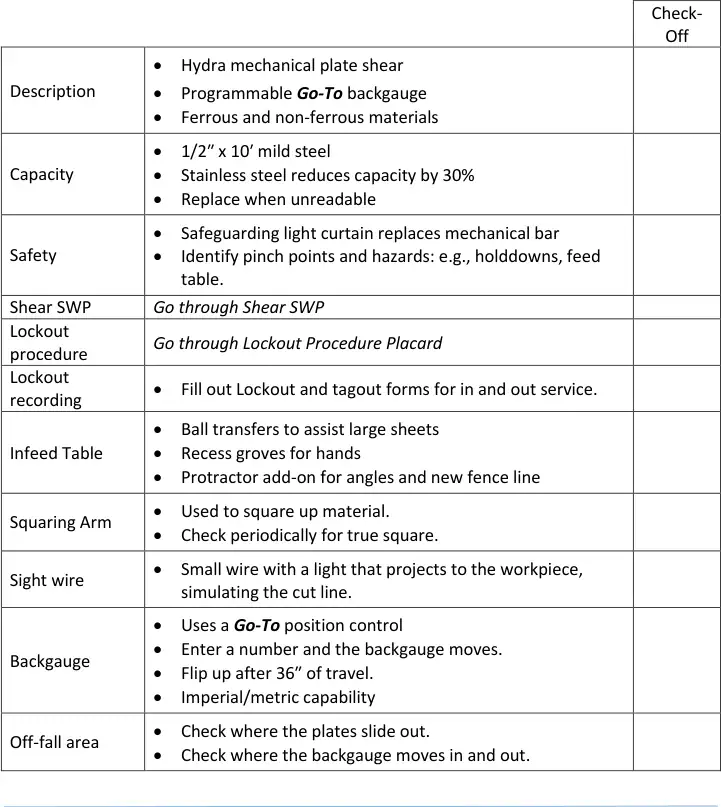 Check-
Off
Description
• Hydra mechanical plate shear
• Programmable Go-To backgauge
• Ferrous and non-ferrous materials
Capacity
• 1/2″ x 10′ mild steel
• Stainless steel reduces capacity by 30%
• Replace when unreadable
Safety
• Safeguarding light curtain replaces mechanical bar
• Identify pinch points and hazards: e.g., holddowns, feed
table.
Shear SWP
Go through Shear SWP
Lockout
procedure
Go through Lockout Procedure Placard
Lockout
recording
• Fill out Lockout and tagout forms for in and out service.
Infeed Table
• Ball transfers to assist large sheets
• Recess groves for hands
• Protractor add-on for angles and new fence line
Squaring Arm
• Used to square up material.
• Check periodically for true square.
Sight wire
• Small wire with a light that projects to the workpiece,
simulating the cut line.
Backgauge
• Uses a Go-To position control
• Enter a number and the backgauge moves.
• Flip up after 36″ of travel.
• Imperial/metric capability
Off-fall area
• Check where the plates slide out.
• Check where the backgauge moves in and out.